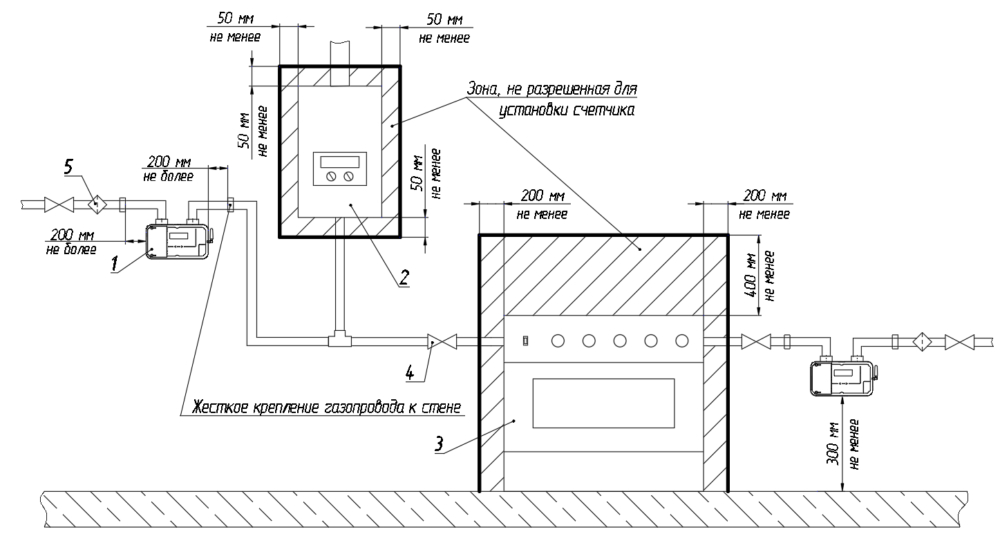 50 мм
не менее
50 мм
не менее
50 мм
не менее
Зона, не разрешенная для
установки счетчика
5
200 мм
не более
50 мм
не менее
200 мм
не менее
200 мм
не менее
200 мм
не более
1
2
400 мм
не менее
4
Жесткое крепление газопровода к стене
3
300 мм
не менее